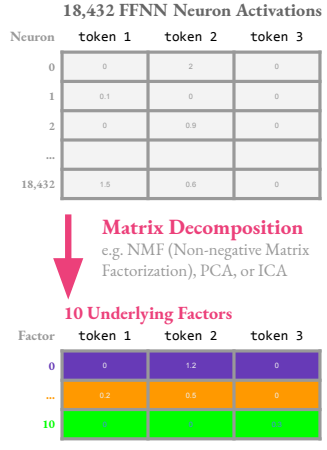 18,432 FFNN Neuron Activations
Neuron token 1 token 2 token 3
0 0 2 0
1 0.1 0 0
2 0 0.9 0
...
18,432 1.5 0.6 0
Matrix Decomposition
e.g. NMF (Non-negative Matrix
Factorization), PCA, or ICA
10 Underlying Factors
Factor token 1 token 2 token 3
0 0 1.2 0
... 0.2 0.5 0
10 0